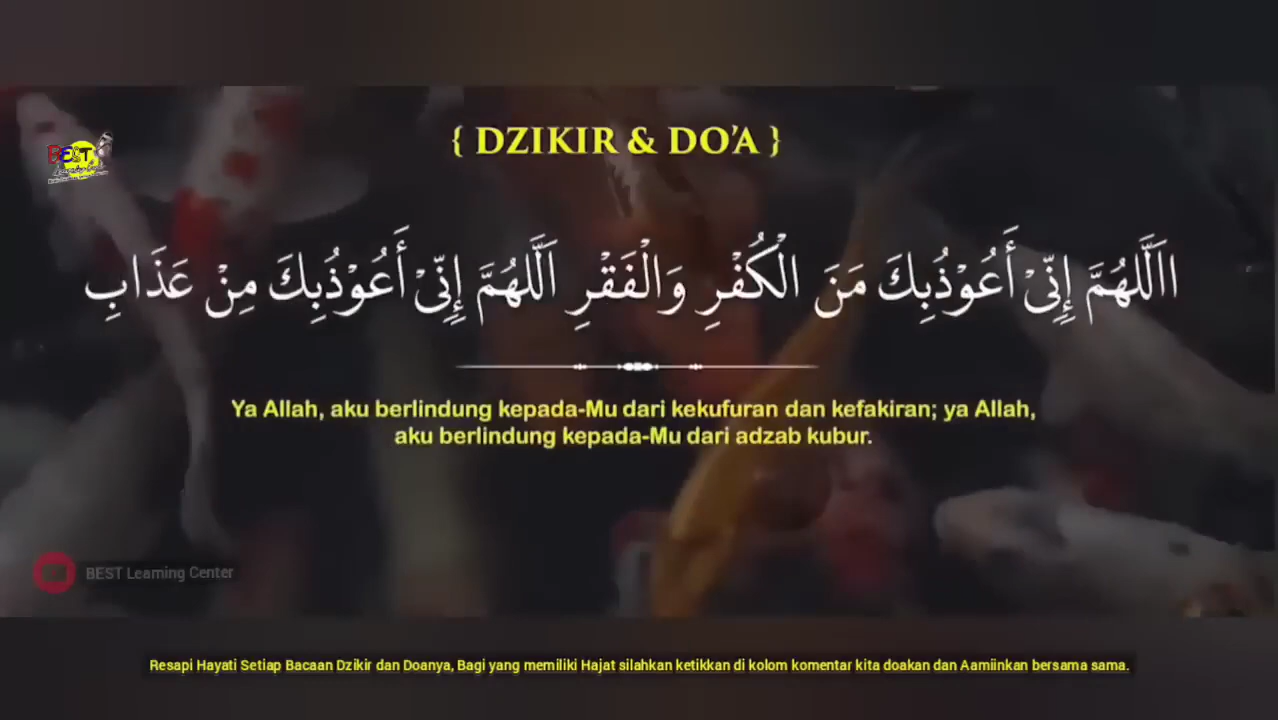 BEST
{ DZIKIR & DO'A }
االَلَّهُمَّ إِنِّىْ أَعُوْذُبِكَ مَنَ الْكُفْرِ وَالْفَقْرِ اَللَّهُمَّ إِنِّىْ أَعُوْذُبِكَ مِنْ عَذَابِ
Ya Allah, aku berlindung kepada-Mu dari kekufuran dan kefakiran; ya Allah,
aku berlindung kepada-Mu dari adzab kubur.
BEST Learning Center
Resapi Hayati Setiap Bacaan Dzikir dan Doanya, Bagi yang memiliki Hajat silahkan ketikkan di kolom komentar kita doakan dan Aamiinkan bersama sama.